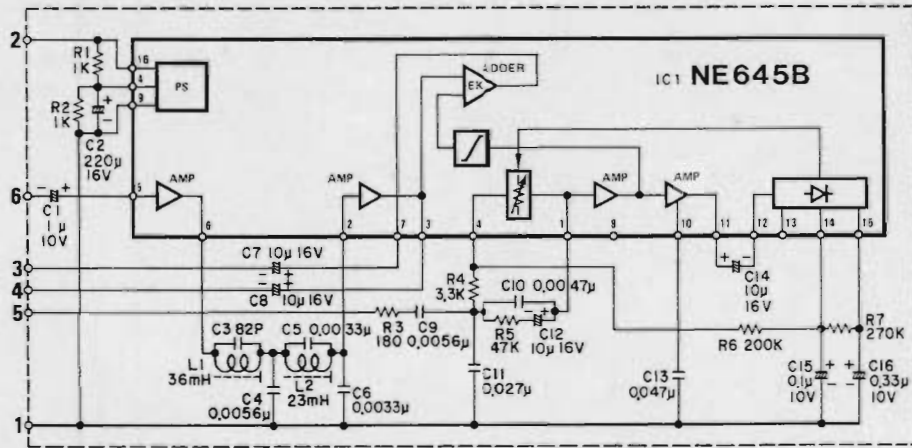 2
R1
1K
16
4
9
PS
R2
1K
C2
220μ
16V
ADDER
EK
IC1 NE645B
6
C1
1μ
10V
5
AMP
AMP
AMP
AMP
6
2
7
3
4
1
8
10
11
12
13
14
15
3
C7 10μ 16V
4
C8 10μ 16V
5
R3
180
C9
0,0056μ
R4
3,3K
C10 0,0047μ
R5
47K
C12
10μ 16V
C14
10μ
16V
R6 200K
R7
270K
C3 82P
C5 0,0033μ
L1
36mH
L2
23mH
C4
0,0056μ
C6
0,0033μ
C11
0,027μ
C13
0,047μ
C15
0,1μ
10V
C16
0,33μ
10V
1